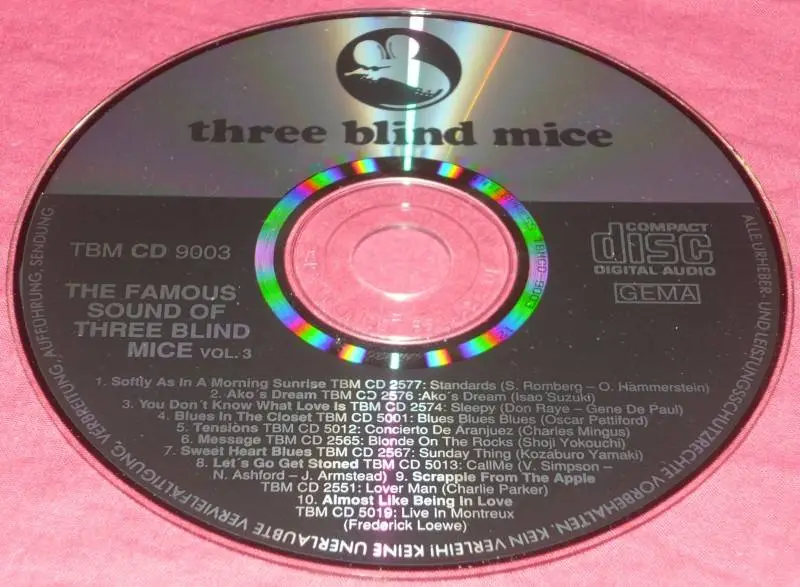 three blind mice
TBM CD 9003
COMPACT
disc
DIGITAL AUDIO
GEMA
THE FAMOUS
SOUND OF
THREE BLIND
MICE VOL. 3
1. Softly As In A Morning Sunrise TBM CD 2577: Standards (S. Romberg – O. Hammerstein)
2. Ako´s Dream TBM CD 2576 :Ako´s Dream (Isao Suzuki)
3. You Don´t Know What Love Is TBM CD 2574: Sleepy (Don Raye – Gene De Paul)
4. Blues In The Closet TBM CD 5001: Blues Blues Blues (Oscar Pettiford)
5. Tensions TBM CD 5012: Concierto De Aranjuez (Charles Mingus)
6. Message TBM CD 2565: Blonde On The Rocks (Shoji Yokouchi)
7. Sweet Heart Blues TBM CD 2567: Sunday Thing (Kozaburo Yamaki)
8. Let´s Go Get Stoned TBM CD 5013: CallMe (V. Simpson –
N. Ashford – J. Armstead) 9. Scrapple From The Apple
TBM CD 2551: Lover Man (Charlie Parker)
10. Almost Like Being In Love
TBM CD 5019: Live In Montreux
(Frederick Loewe)
ALLE URHEBER- UND LEISTUNGSSCHUTZRECHTE VORBEHALTEN. KEIN VERLEIH! KEINE UNERLAUBTE VERVIELFÄLTIGUNG, VERBREITUNG, AUFFÜHRUNG, SENDUNG
TBMCD-9003